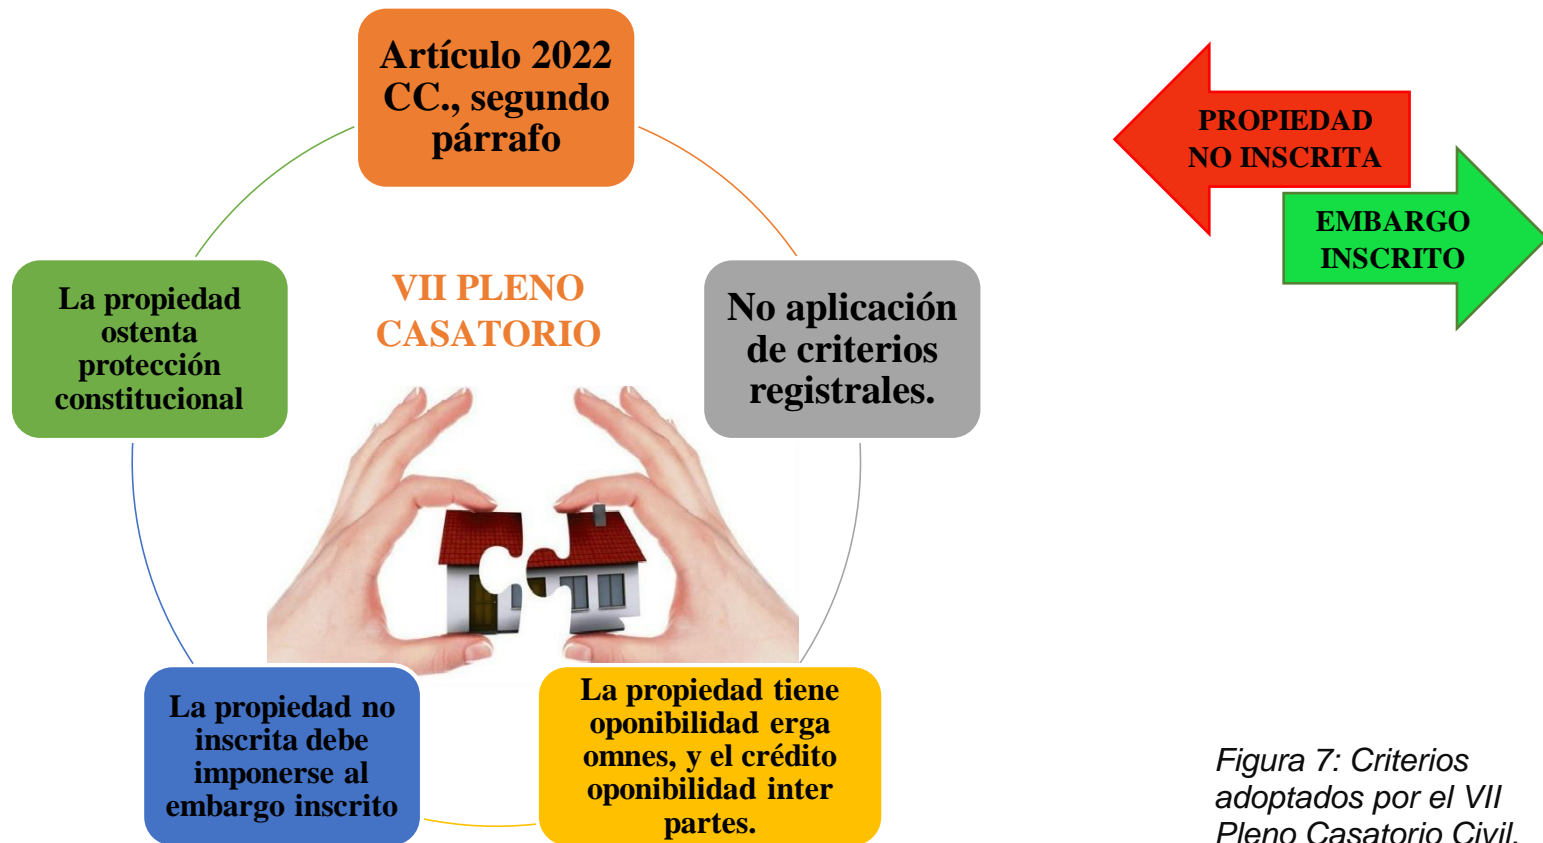 Artículo 2022
CC., segundo
párrafo
PROPIEDAD
NO INSCRITA
EMBARGO
INSCRITO
VII PLENO
CASATORIO
La propiedad
ostenta
protección
constitucional
No aplicación
de criterios
registrales.
La propiedad no
inscrita debe
imponerse al
embargo inscrito
La propiedad tiene
oponibilidad erga
omnes, y el crédito
oponibilidad inter
partes.
Figura 7: Criterios
adoptados por el VII
Pleno Casatorio Civil.